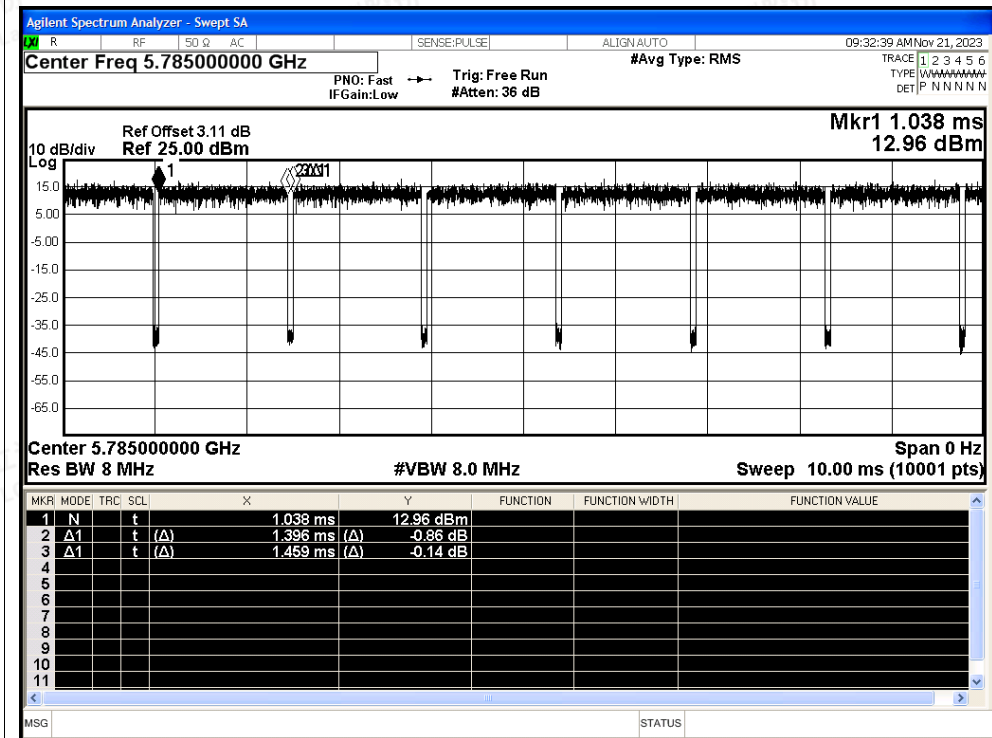 Agilent Spectrum Analyzer - Swept SA
LXI R RF 50 Ω AC SENSE:PULSE ALIGN AUTO 09:32:39 AM Nov 21, 2023
Center Freq 5.785000000 GHz #Avg Type: RMS TRACE 1 2 3 4 5 6
PNO: Fast Trig: Free Run TYPE WWWWWW
IFGain:Low #Atten: 36 dB DET P N N N N N
Mkr1 1.038 ms
Ref Offset 3.11 dB
10 dB/div Ref 25.00 dBm 12.96 dBm
Log
1
15.0
5.00
-5.00
-15.0
-25.0
-35.0
-45.0
-55.0
-65.0
Center 5.785000000 GHz Span 0 Hz
Res BW 8 MHz #VBW 8.0 MHz Sweep 10.00 ms (10001 pts)
MKR MODE TRC SCL X Y FUNCTION FUNCTION WIDTH FUNCTION VALUE
1 N t 1.038 ms 12.96 dBm
2 Δ1 t (Δ) 1.396 ms (Δ) -0.86 dB
3 Δ1 t (Δ) 1.459 ms (Δ) -0.14 dB
4
5
6
7
8
9
10
11
MSG STATUS